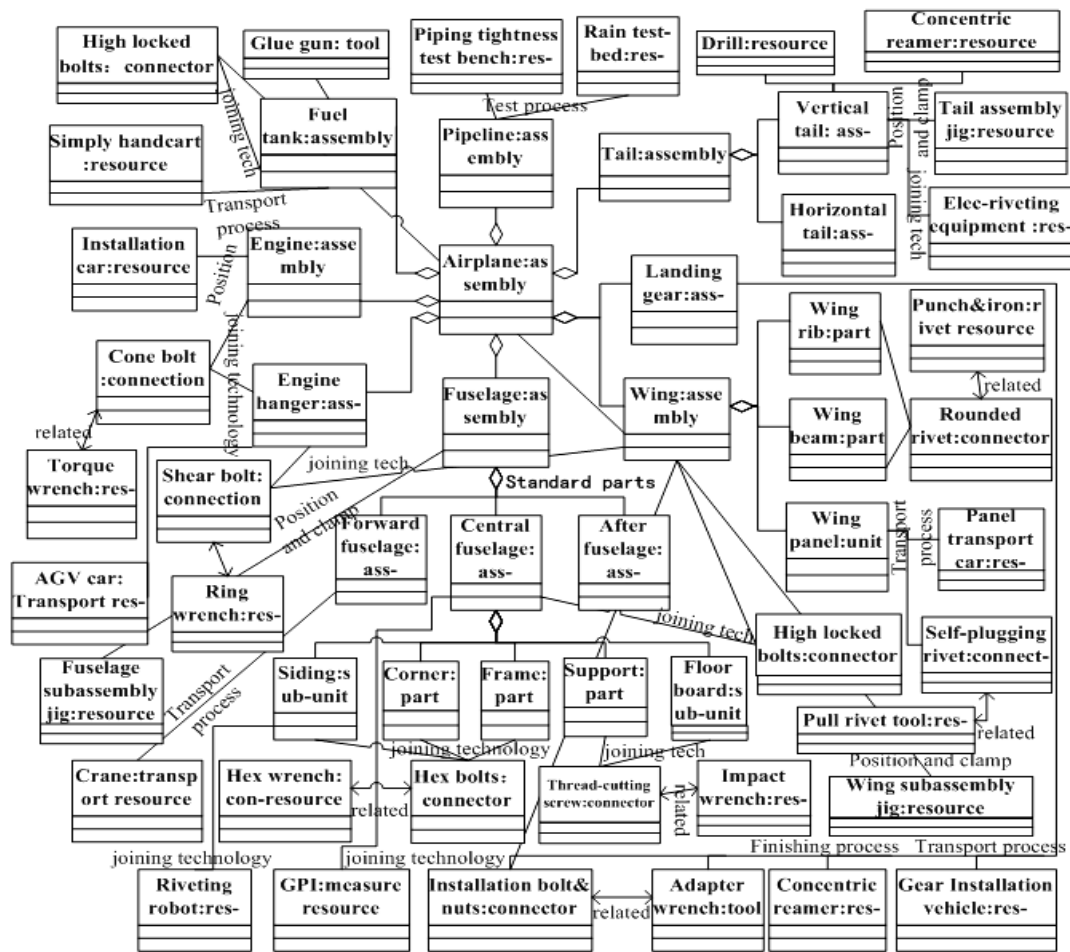 High locked
bolts: connector
Glue gun: tool
Piping tightness
test bench:res-
Rain test-
bed:res-
Drill:resource
Concentric
reamer:resource
joining tech
Fuel
tank:assembly
Test process
Pipeline:ass
embly
Tail:assembly
Vertical
tail: ass-
Position
and clamp
Tail assembly
jig:resource
Simply handcart
:resource
Transport
process
Horizontal
tail:ass-
joining tech
Elec-riveting
equipment :res-
Installation
car:resource
Position
Engine:asse
mbly
Airplane:as
sembly
Landing
gear:ass-
Wing
rib:part
Punch&iron:r
ivet resource
related
Cone bolt
:connection
joining technology
Engine
hanger:ass-
Fuselage:as
sembly
Wing:asse
mbly
Wing
beam:part
Rounded
rivet:connector
related
Torque
wrench:res-
Shear bolt:
connection
joining tech
Standard parts
Position
and clamp
Forward
fuselage:
ass-
Central
fuselage:
ass-
After
fuselage:
ass-
Wing
panel:unit
Transport
process
Panel
transport
car:res-
AGV car:
Transport res-
Ring
wrench:res-
joining tech
High locked
bolts:connector
Self-plugging
rivet:connect-
Fuselage
subassembly
jig:resource
Transport
process
Siding:s
ub-unit
Corner:
part
Frame:
part
Support:
part
Floor
board:s
ub-unit
Pull rivet tool:res-
related
joining technology
joining tech
Position and clamp
Crane:transp
ort resource
Hex wrench:
con-resource
related
Hex bolts:
connector
Thread-cutting
screw:connector
related
Impact
wrench:res-
Wing subassembly
jig:resource
joining technology
joining technology
Finishing process
Transport process
Riveting
robot:res-
GPI:measure
resource
Installation bolt&
nuts:connector
related
Adapter
wrench:tool
Concentric
reamer:res-
Gear Installation
vehicle:res-